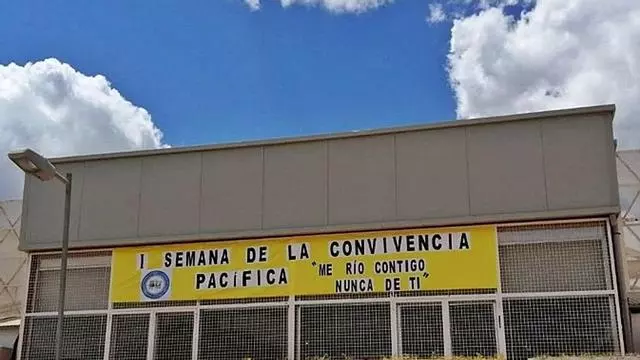 I SEMANA DE LA CONVIVENCIA
PACÍFICA "ME RÍO CONTIGO
NUNCA DE TI"